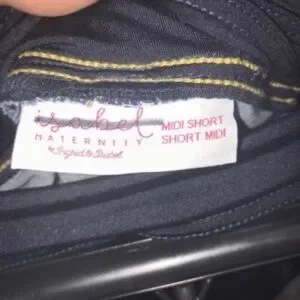 isabel
MATERNITY
by Ingrid & Isabel
MIDI SHORT
SHORT MIDI